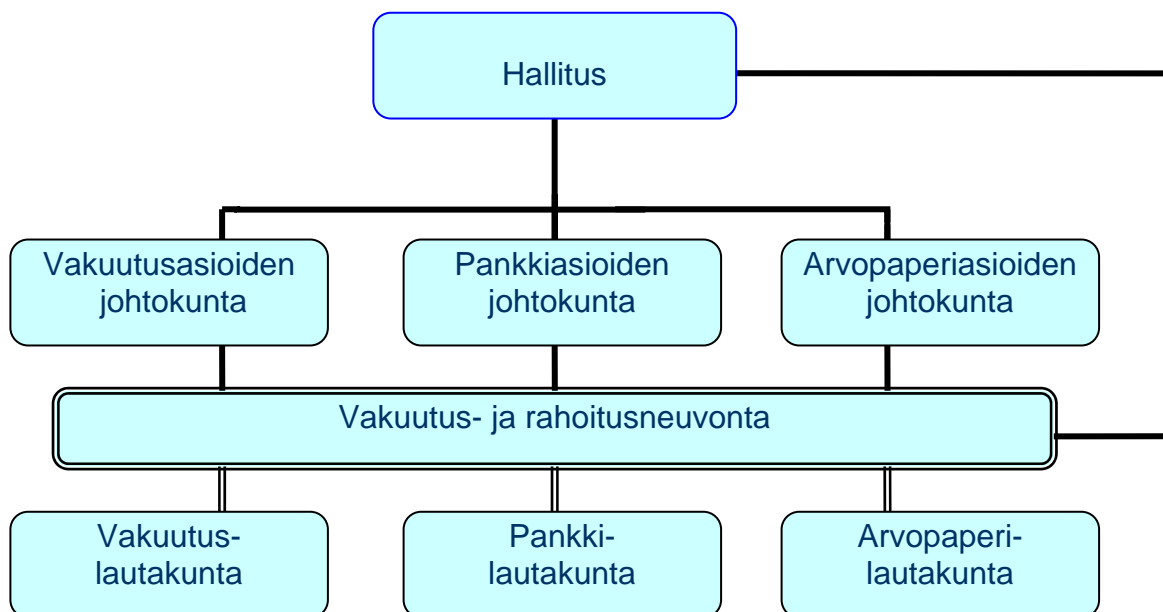 Hallitus
Vakuutusasioiden
johtokunta
Pankkiasioiden
johtokunta
Arvopaperiasioiden
johtokunta
Vakuutus- ja rahoitusneuvonta
Vakuutus-
lautakunta
Pankki-
lautakunta
Arvopaperi-
lautakunta